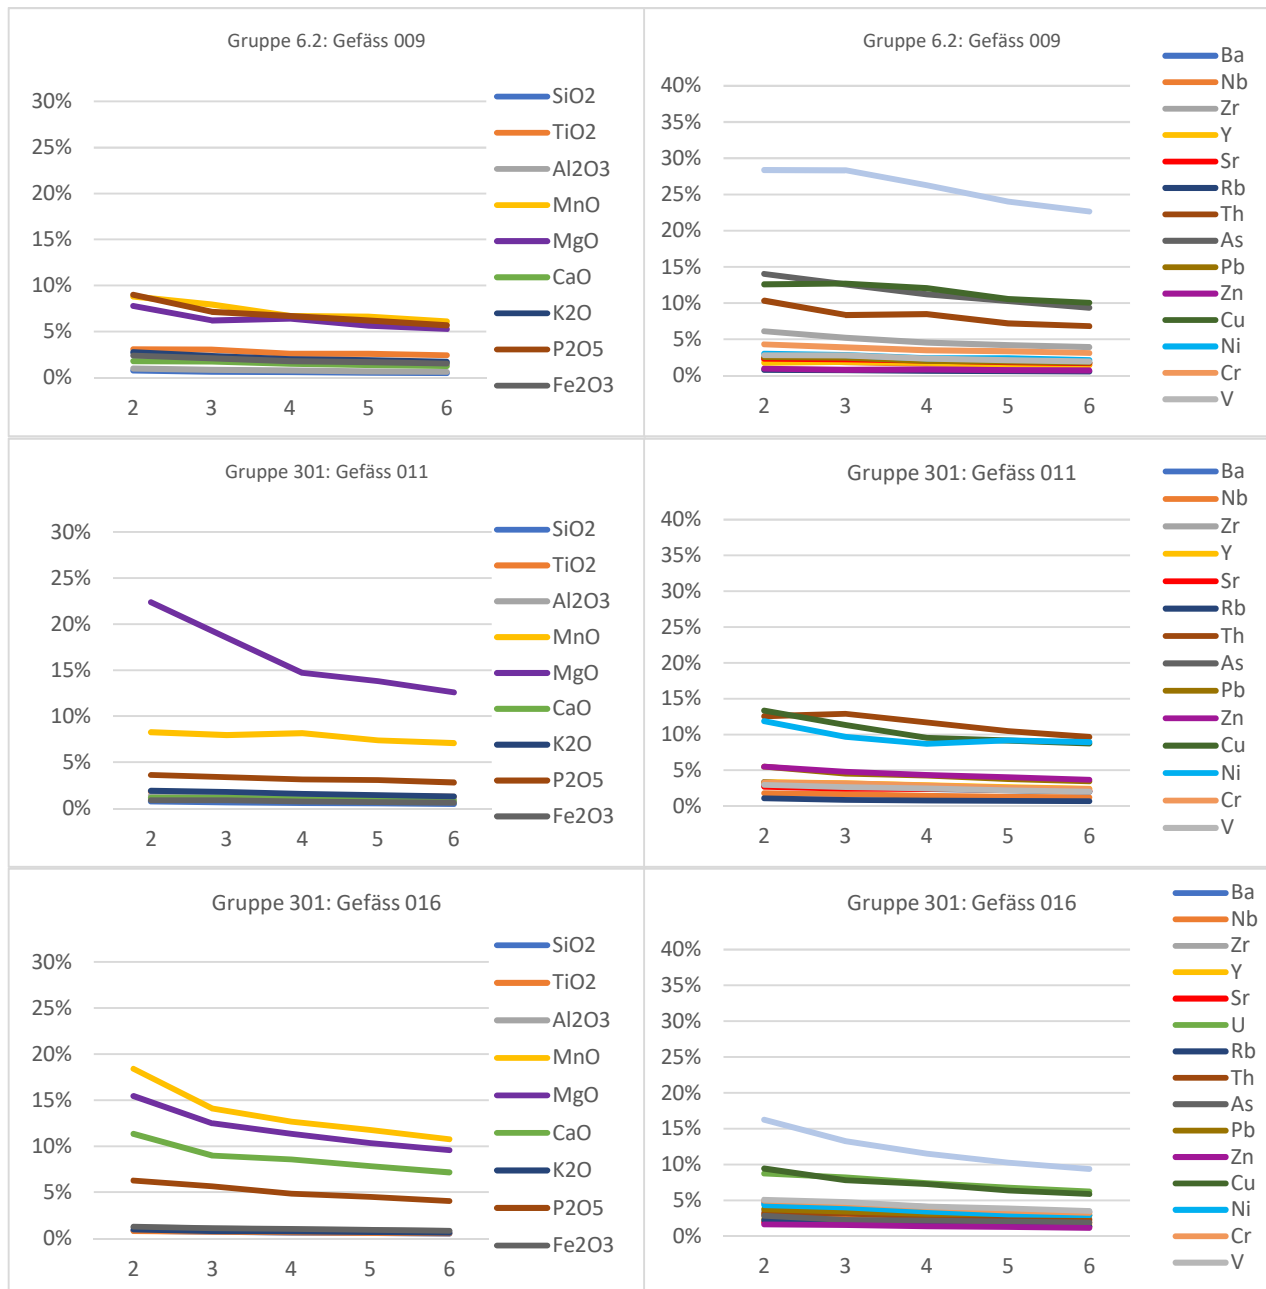 Gruppe 6.2: Gefäss 009
30%
25%
20%
15%
10%
5%
0%
2 3 4 5 6
SiO2
TiO2
Al2O3
MnO
MgO
CaO
K2O
P2O5
Fe2O3
Gruppe 6.2: Gefäss 009
40%
35%
30%
25%
20%
15%
10%
5%
0%
2 3 4 5 6
Ba
Nb
Zr
Y
Sr
Rb
Th
As
Pb
Zn
Cu
Ni
Cr
V
Gruppe 301: Gefäss 011
30%
25%
20%
15%
10%
5%
0%
2 3 4 5 6
SiO2
TiO2
Al2O3
MnO
MgO
CaO
K2O
P2O5
Fe2O3
Gruppe 301: Gefäss 011
40%
35%
30%
25%
20%
15%
10%
5%
0%
2 3 4 5 6
Ba
Nb
Zr
Y
Sr
Rb
Th
As
Pb
Zn
Cu
Ni
Cr
V
Gruppe 301: Gefäss 016
30%
25%
20%
15%
10%
5%
0%
2 3 4 5 6
SiO2
TiO2
Al2O3
MnO
MgO
CaO
K2O
P2O5
Fe2O3
Gruppe 301: Gefäss 016
40%
35%
30%
25%
20%
15%
10%
5%
0%
2 3 4 5 6
Ba
Nb
Zr
Y
Sr
U
Rb
Th
As
Pb
Zn
Cu
Ni
Cr
V